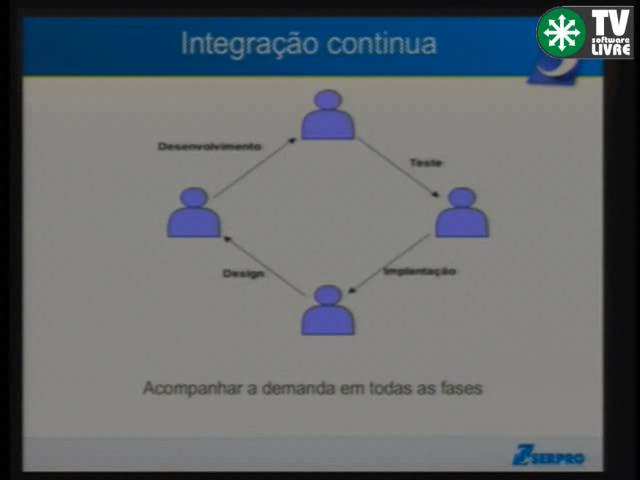 Integração continua
TV
software
LIVRE
Desenvolvimento
Teste
Design
Implantação
Acompanhar a demanda em todas as fases
SERPRO